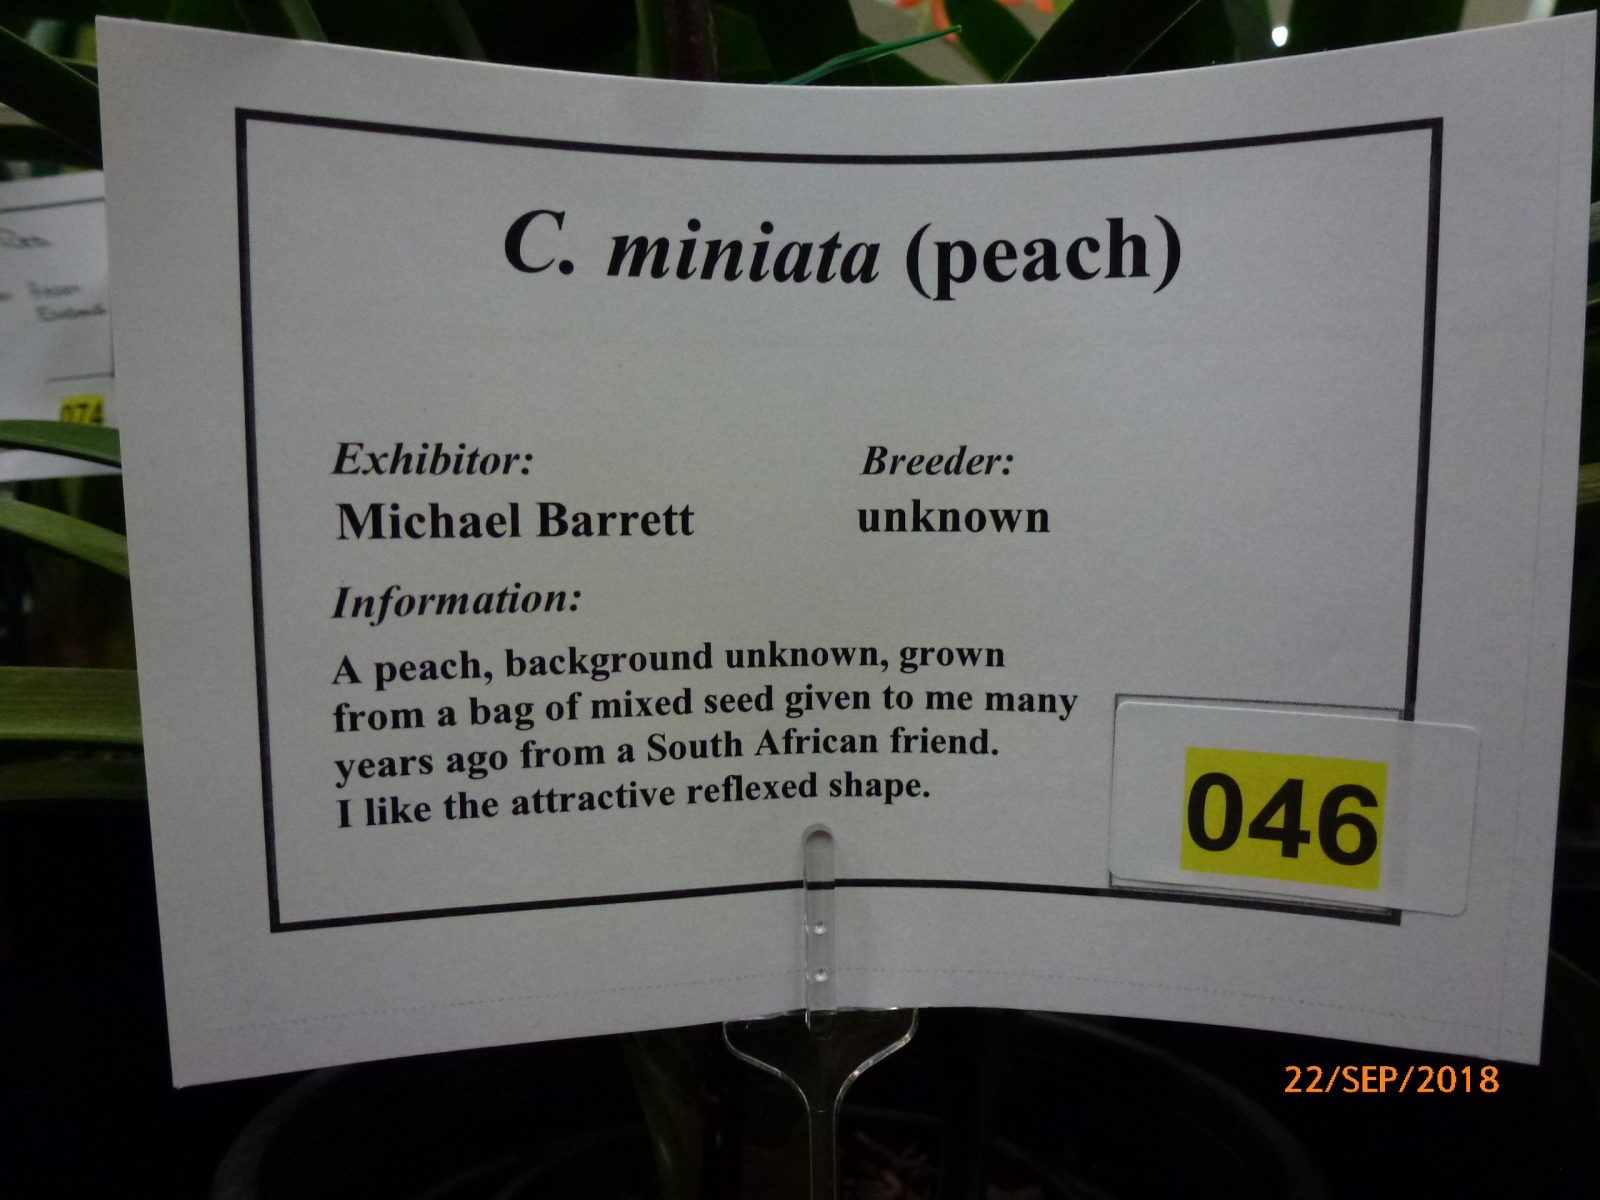 C. miniata (peach)
Exhibitor:
Breeder:
Michael Barrett
unknown
Information:
A peach, background unknown, grown
from a bag of mixed seed given to me many
years ago from a South African friend.
I like the attractive reflexed shape.
046
074
22/SEP/2018